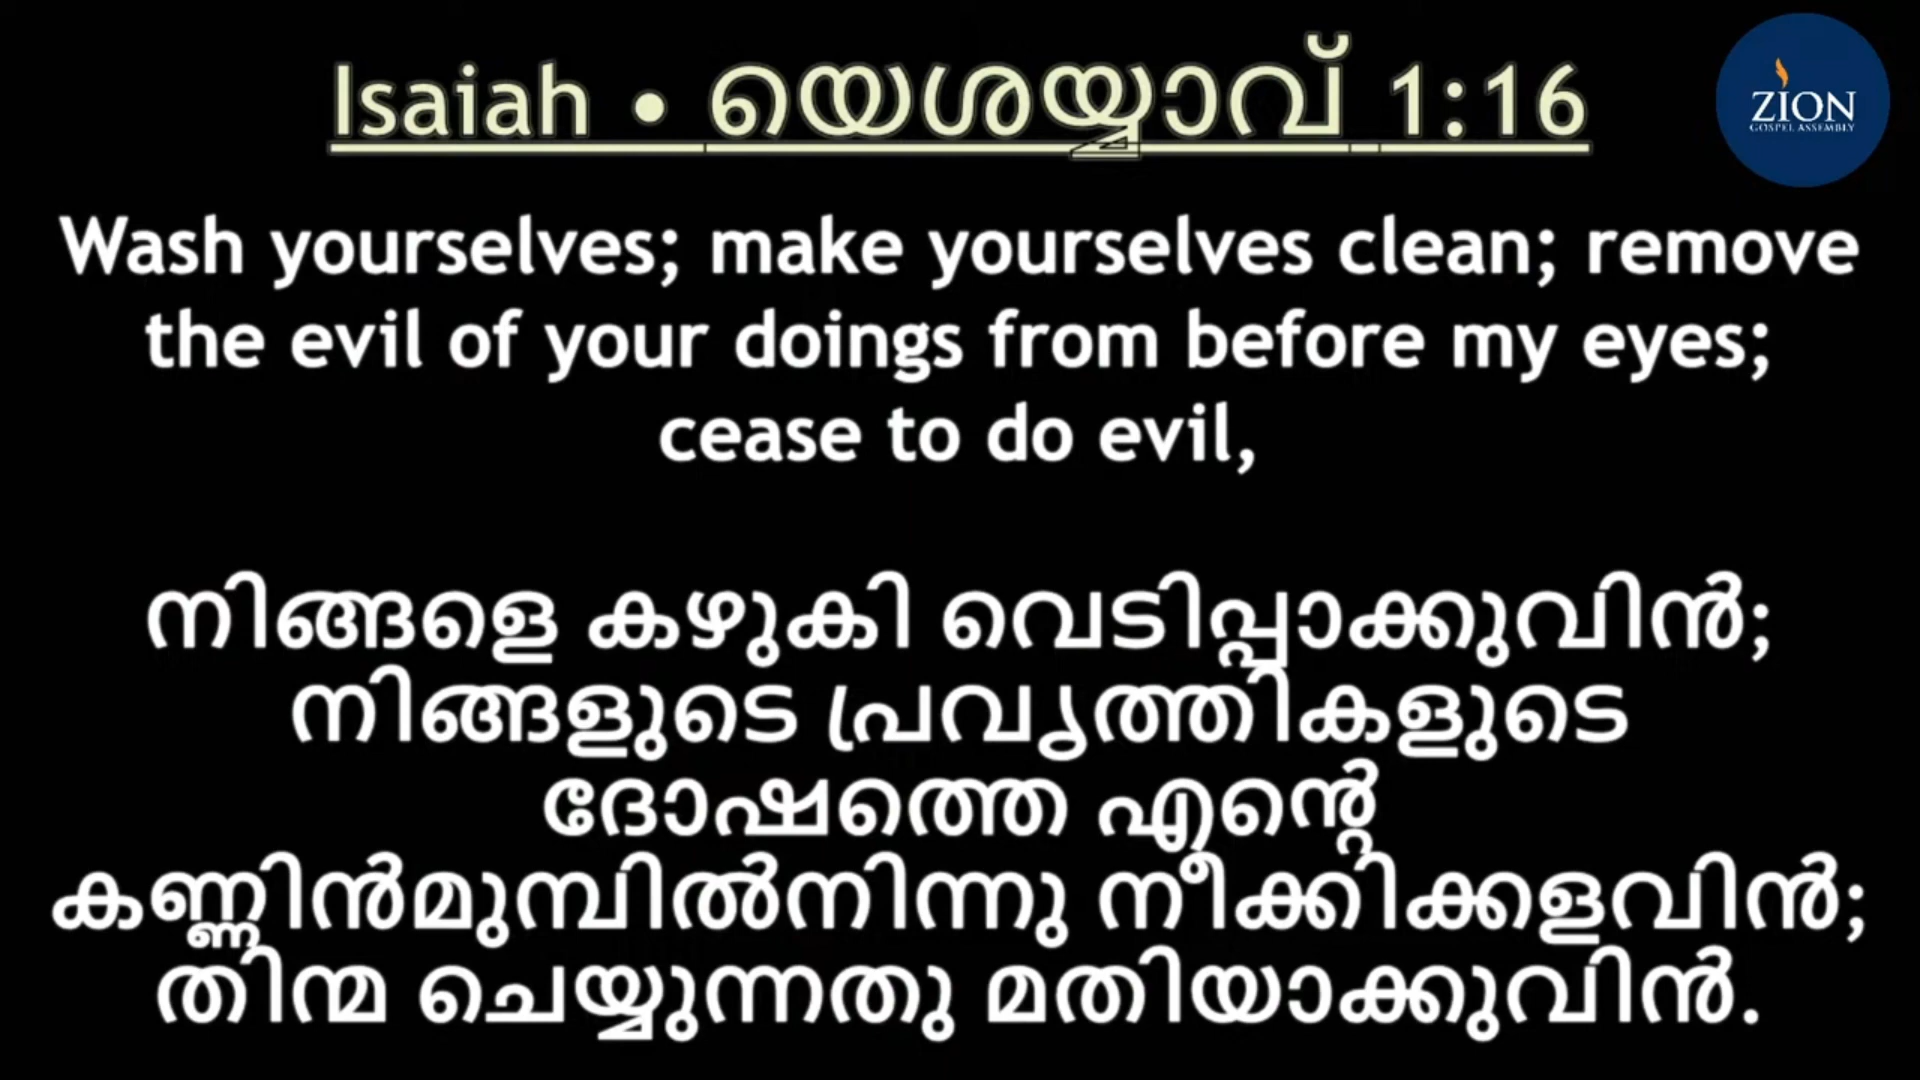 Isaiah • യെശയ്യാവ് 1:16
ZION
GOSPEL ASSEMBLY
Wash yourselves; make yourselves clean; remove
the evil of your doings from before my eyes;
cease to do evil,
നിങ്ങളെ കഴുകി വെടിപ്പാക്കുവിൻ;
നിങ്ങളുടെ പ്രവൃത്തികളുടെ
ദോഷത്തെ എന്റെ
കണ്ണിൻമുമ്പിൽനിന്നു നീക്കിക്കളവിൻ;
തിന്മ ചെയ്യുന്നതു മതിയാക്കുവിൻ.